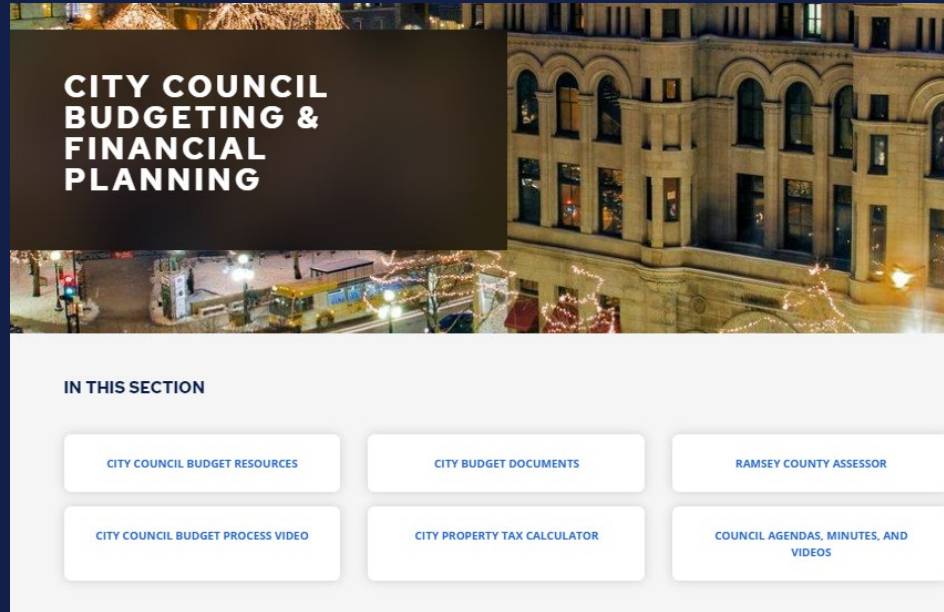 CITY COUNCIL
BUDGETING &
FINANCIAL
PLANNING
IN THIS SECTION
CITY COUNCIL BUDGET RESOURCES
CITY BUDGET DOCUMENTS
RAMSEY COUNTY ASSESSOR
CITY COUNCIL BUDGET PROCESS VIDEO
CITY PROPERTY TAX CALCULATOR
COUNCIL AGENDAS, MINUTES, AND
VIDEOS